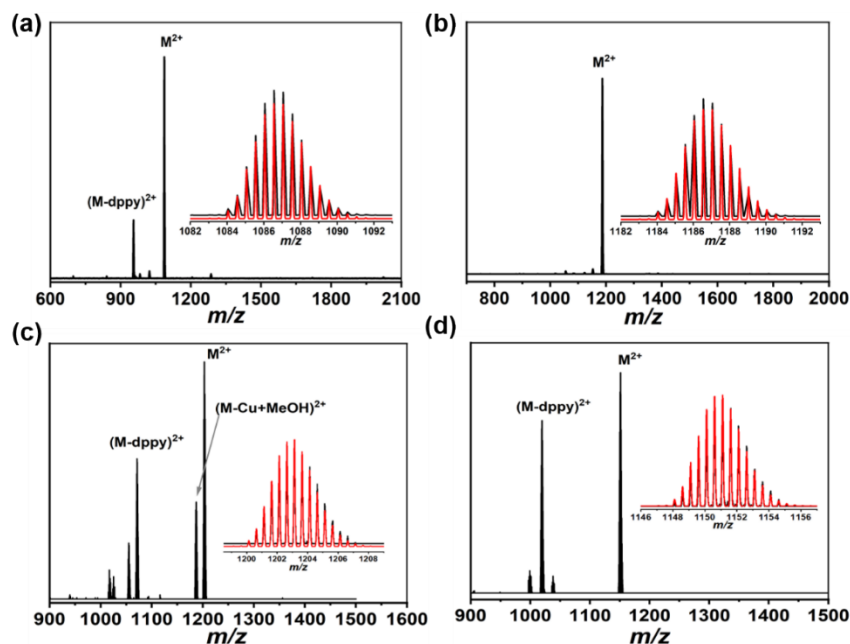 (a)
M2+
(M-dppy)2+
1082 1084 1086 1088 1090 1092
m/z
600 900 1200 1500 1800 2100
m/z
(b)
M2+
1182 1184 1186 1188 1190 1192
m/z
800 1000 1200 1400 1600 1800 2000
m/z
(c)
M2+
(M-Cu+MeOH)2+
(M-dppy)2+
1200 1202 1204 1206 1208
m/z
900 1000 1100 1200 1300 1400 1500 1600
m/z
(d)
M2+
(M-dppy)2+
1146 1148 1150 1152 1154 1156
m/z
900 1000 1100 1200 1300 1400 1500
m/z